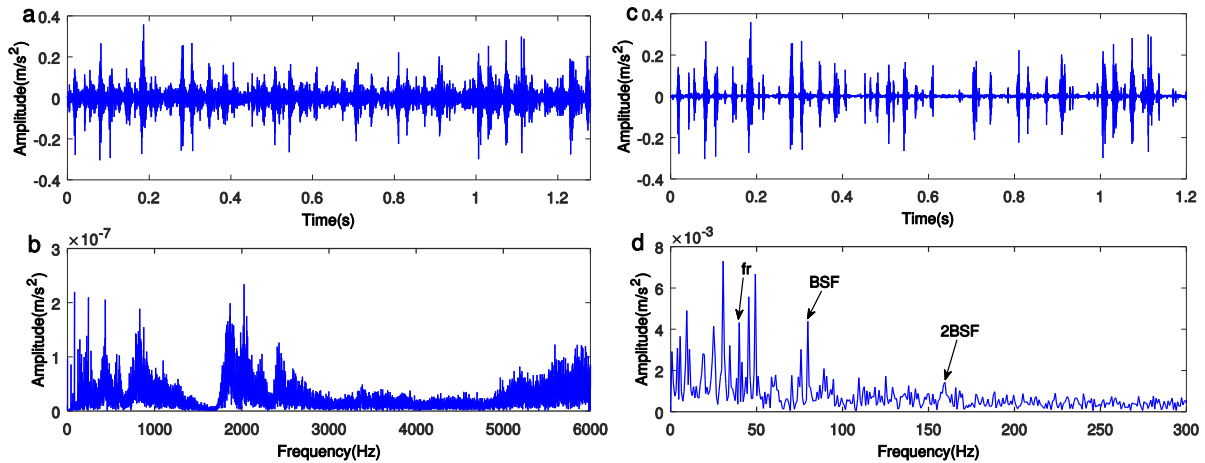 a
0.4
0.2
0
-0.2
-0.4
Amplitude(m/s²)
0 0.2 0.4 0.6 0.8 1 1.2
Time(s)
b
×10⁻⁷
3
2
1
0
Amplitude(m/s²)
0 1000 2000 3000 4000 5000 6000
Frequency(Hz)
c
0.4
0.2
0
-0.2
-0.4
Amplitude(m/s²)
0 0.2 0.4 0.6 0.8 1 1.2
Time(s)
d
×10⁻³
8
6
4
2
0
Amplitude(m/s²)
fr
BSF
2BSF
0 50 100 150 200 250 300
Frequency(Hz)